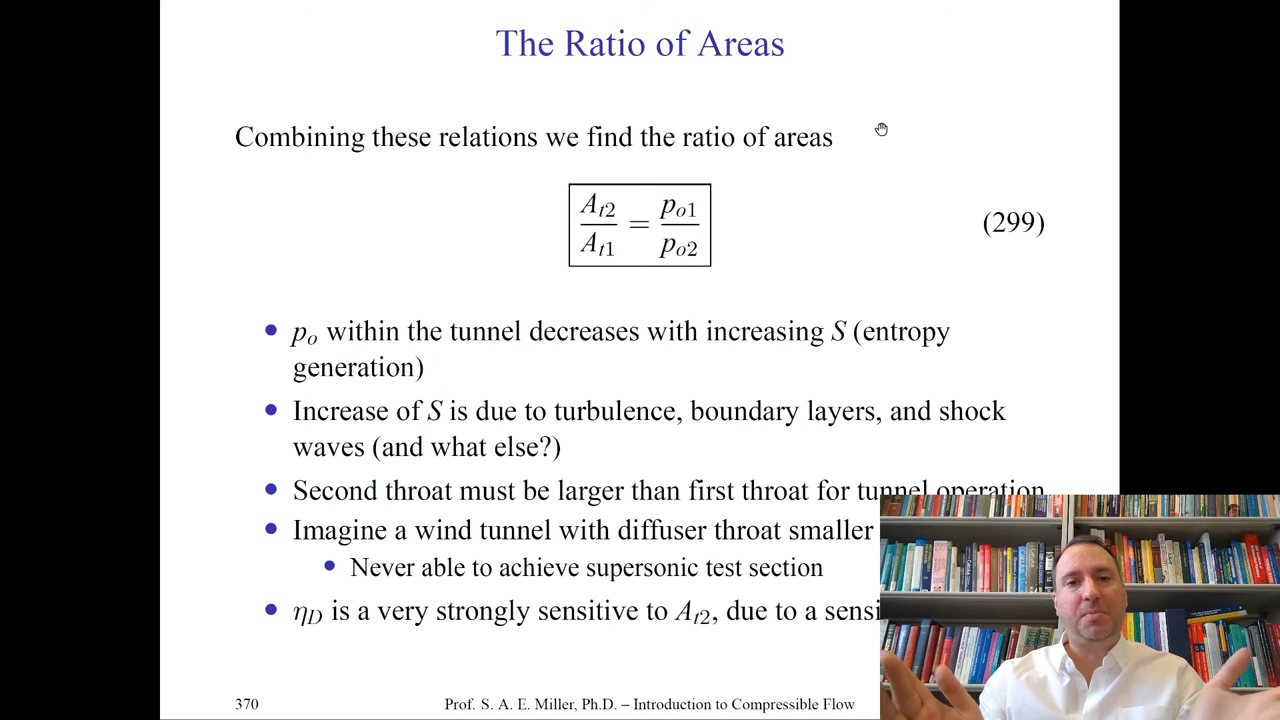 The Ratio of Areas
Combining these relations we find the ratio of areas
A_{t2} / A_{t1} = p_{o1} / p_{o2} (299)
• p_o within the tunnel decreases with increasing S (entropy
generation)
• Increase of S is due to turbulence, boundary layers, and shock
waves (and what else?)
• Second throat must be larger than first throat for tunnel operation
• Imagine a wind tunnel with diffuser throat smaller
• Never able to achieve supersonic test section
• η_D is a very strongly sensitive to A_{t2}, due to a sensi
370 Prof. S. A. E. Miller, Ph.D. – Introduction to Compressible Flow